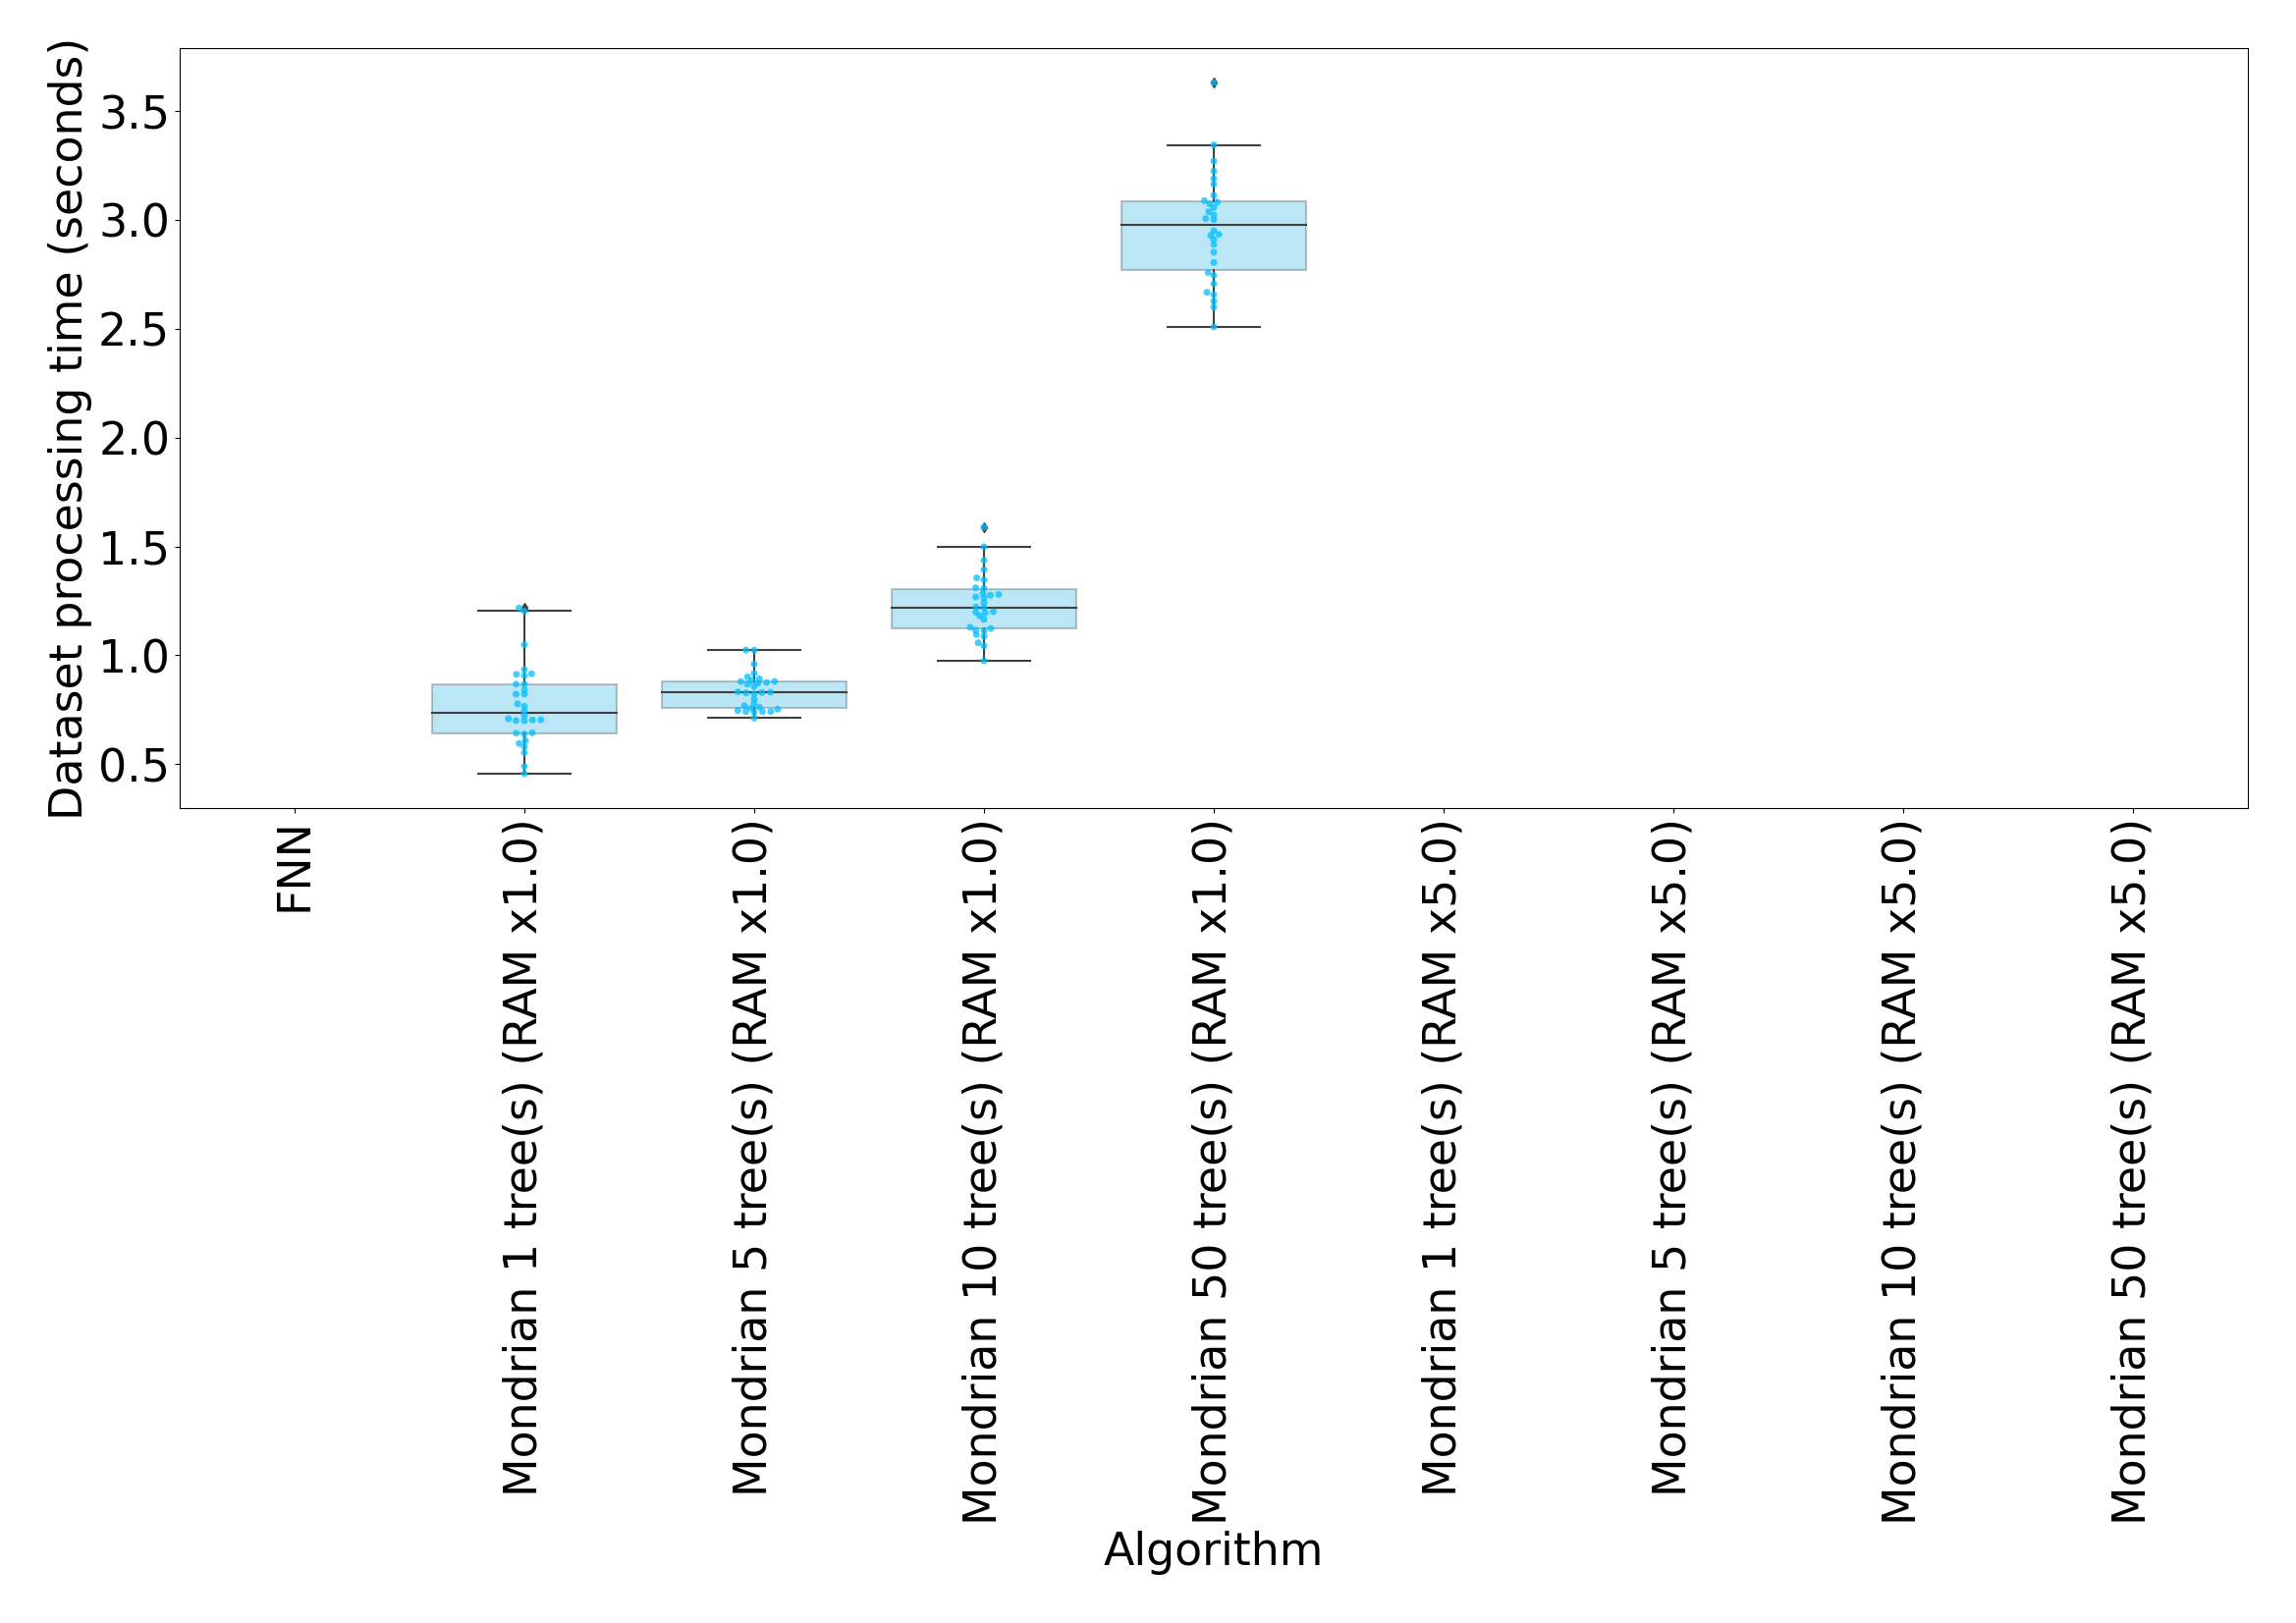 Dataset processing time (seconds)
3.5
3.0
2.5
2.0
1.5
1.0
0.5
FNN
Mondrian 1 tree(s) (RAM x1.0)
Mondrian 5 tree(s) (RAM x1.0)
Mondrian 10 tree(s) (RAM x1.0)
Mondrian 50 tree(s) (RAM x1.0)
Mondrian 1 tree(s) (RAM x5.0)
Mondrian 5 tree(s) (RAM x5.0)
Mondrian 10 tree(s) (RAM x5.0)
Mondrian 50 tree(s) (RAM x5.0)
Algorithm